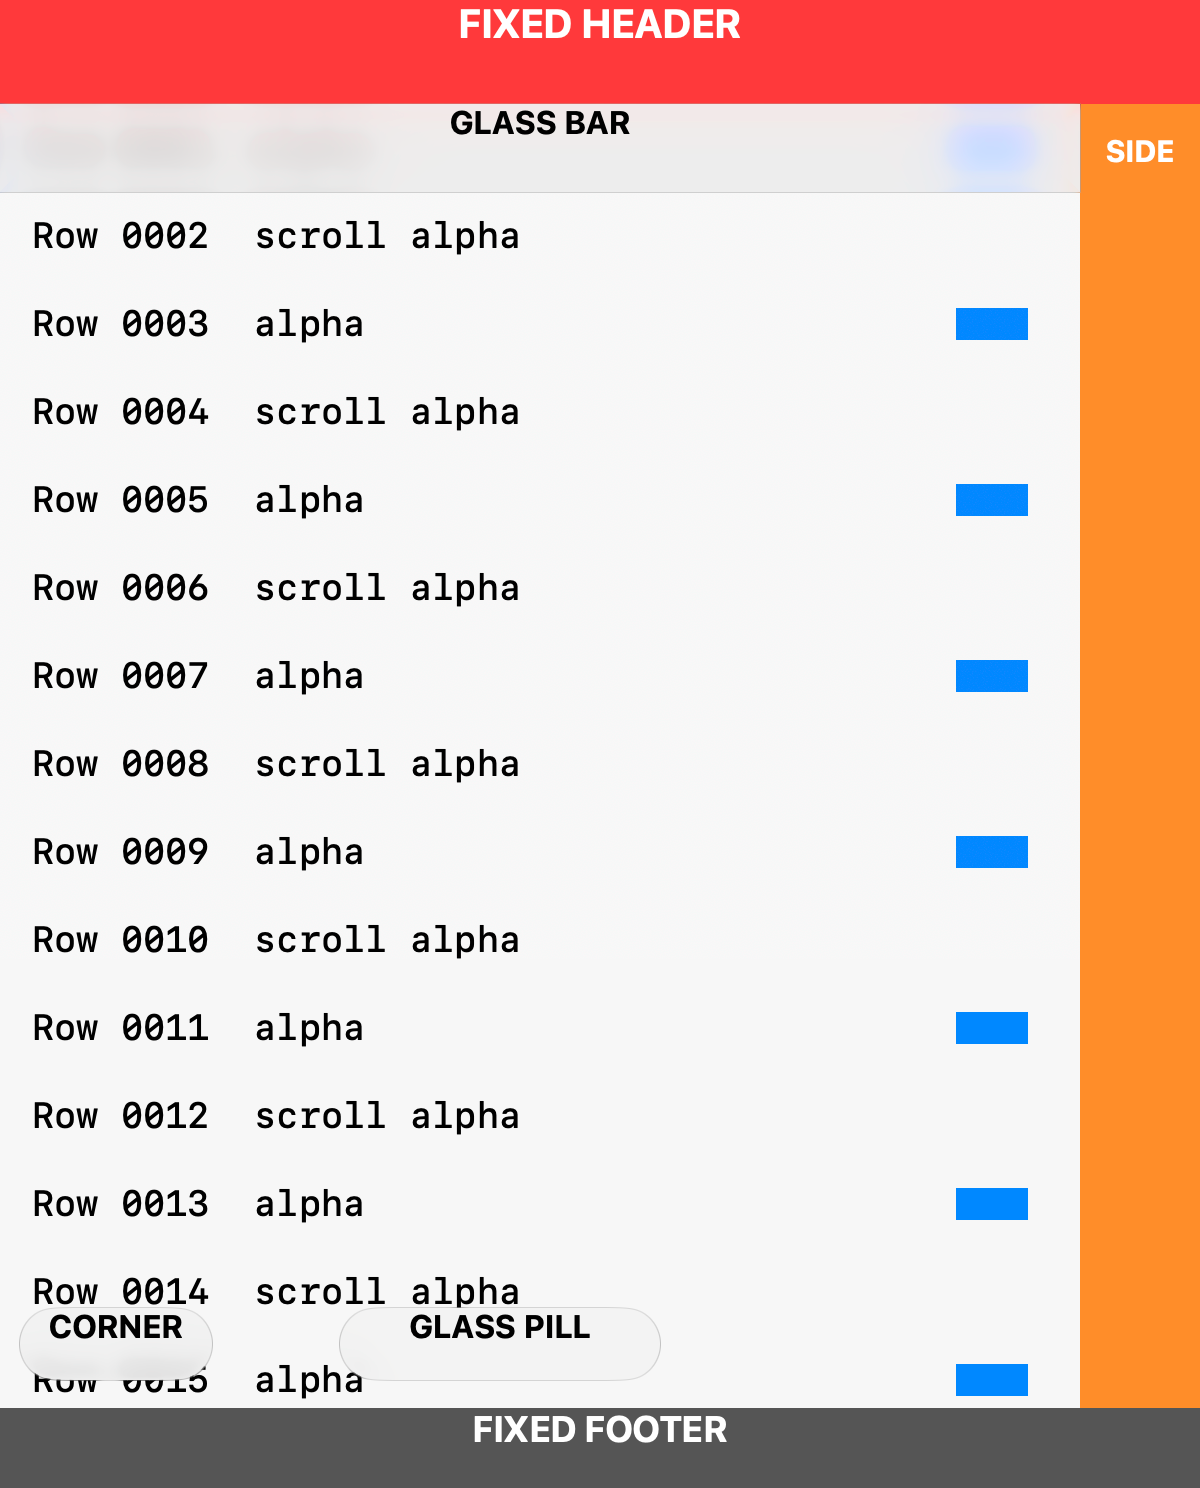 FIXED HEADER
GLASS BAR
SIDE
Row 0002  scroll alpha
Row 0003  alpha
Row 0004  scroll alpha
Row 0005  alpha
Row 0006  scroll alpha
Row 0007  alpha
Row 0008  scroll alpha
Row 0009  alpha
Row 0010  scroll alpha
Row 0011  alpha
Row 0012  scroll alpha
Row 0013  alpha
Row 0014  scroll alpha
CORNER
GLASS PILL
Row 0015  alpha
FIXED FOOTER